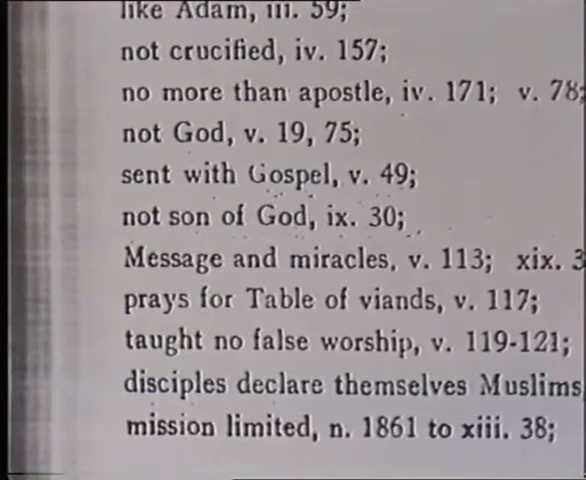 like Adam, iii. 59;
not crucified, iv. 157;
no more than apostle, iv. 171; v. 78;
not God, v. 19, 75;
sent with Gospel, v. 49;
not son of God, ix. 30;
Message and miracles, v. 113; xix. 3
prays for Table of viands, v. 117;
taught no false worship, v. 119-121;
disciples declare themselves Muslims,
mission limited, n. 1861 to xiii. 38;